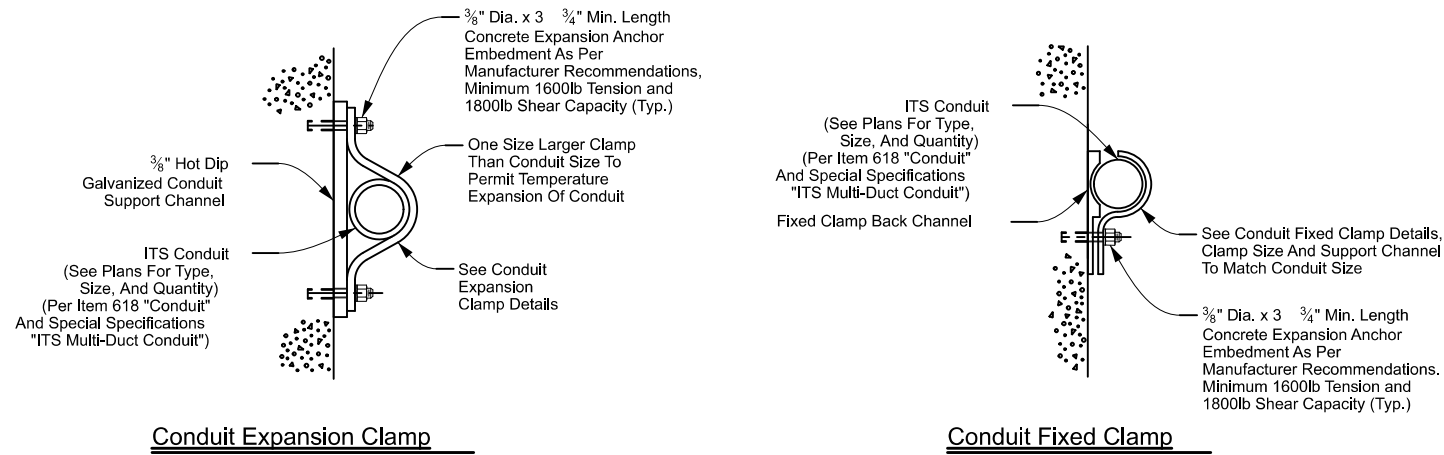 ⅜" Dia. x 3 ¾" Min. Length
Concrete Expansion Anchor
Embedment As Per
Manufacturer Recommendations,
Minimum 1600lb Tension and
1800lb Shear Capacity (Typ.)
One Size Larger Clamp
Than Conduit Size To
Permit Temperature
Expansion Of Conduit
⅜" Hot Dip
Galvanized Conduit
Support Channel
ITS Conduit
(See Plans For Type,
Size, And Quantity)
(Per Item 618 "Conduit"
And Special Specifications
"ITS Multi-Duct Conduit")
See Conduit
Expansion
Clamp Details
Conduit Expansion Clamp
ITS Conduit
(See Plans For Type,
Size, And Quantity)
(Per Item 618 "Conduit"
And Special Specifications
"ITS Multi-Duct Conduit")
Fixed Clamp Back Channel
See Conduit Fixed Clamp Details,
Clamp Size And Support Channel
To Match Conduit Size
⅜" Dia. x 3 ¾" Min. Length
Concrete Expansion Anchor
Embedment As Per
Manufacturer Recommendations.
Minimum 1600lb Tension and
1800lb Shear Capacity (Typ.)
Conduit Fixed Clamp